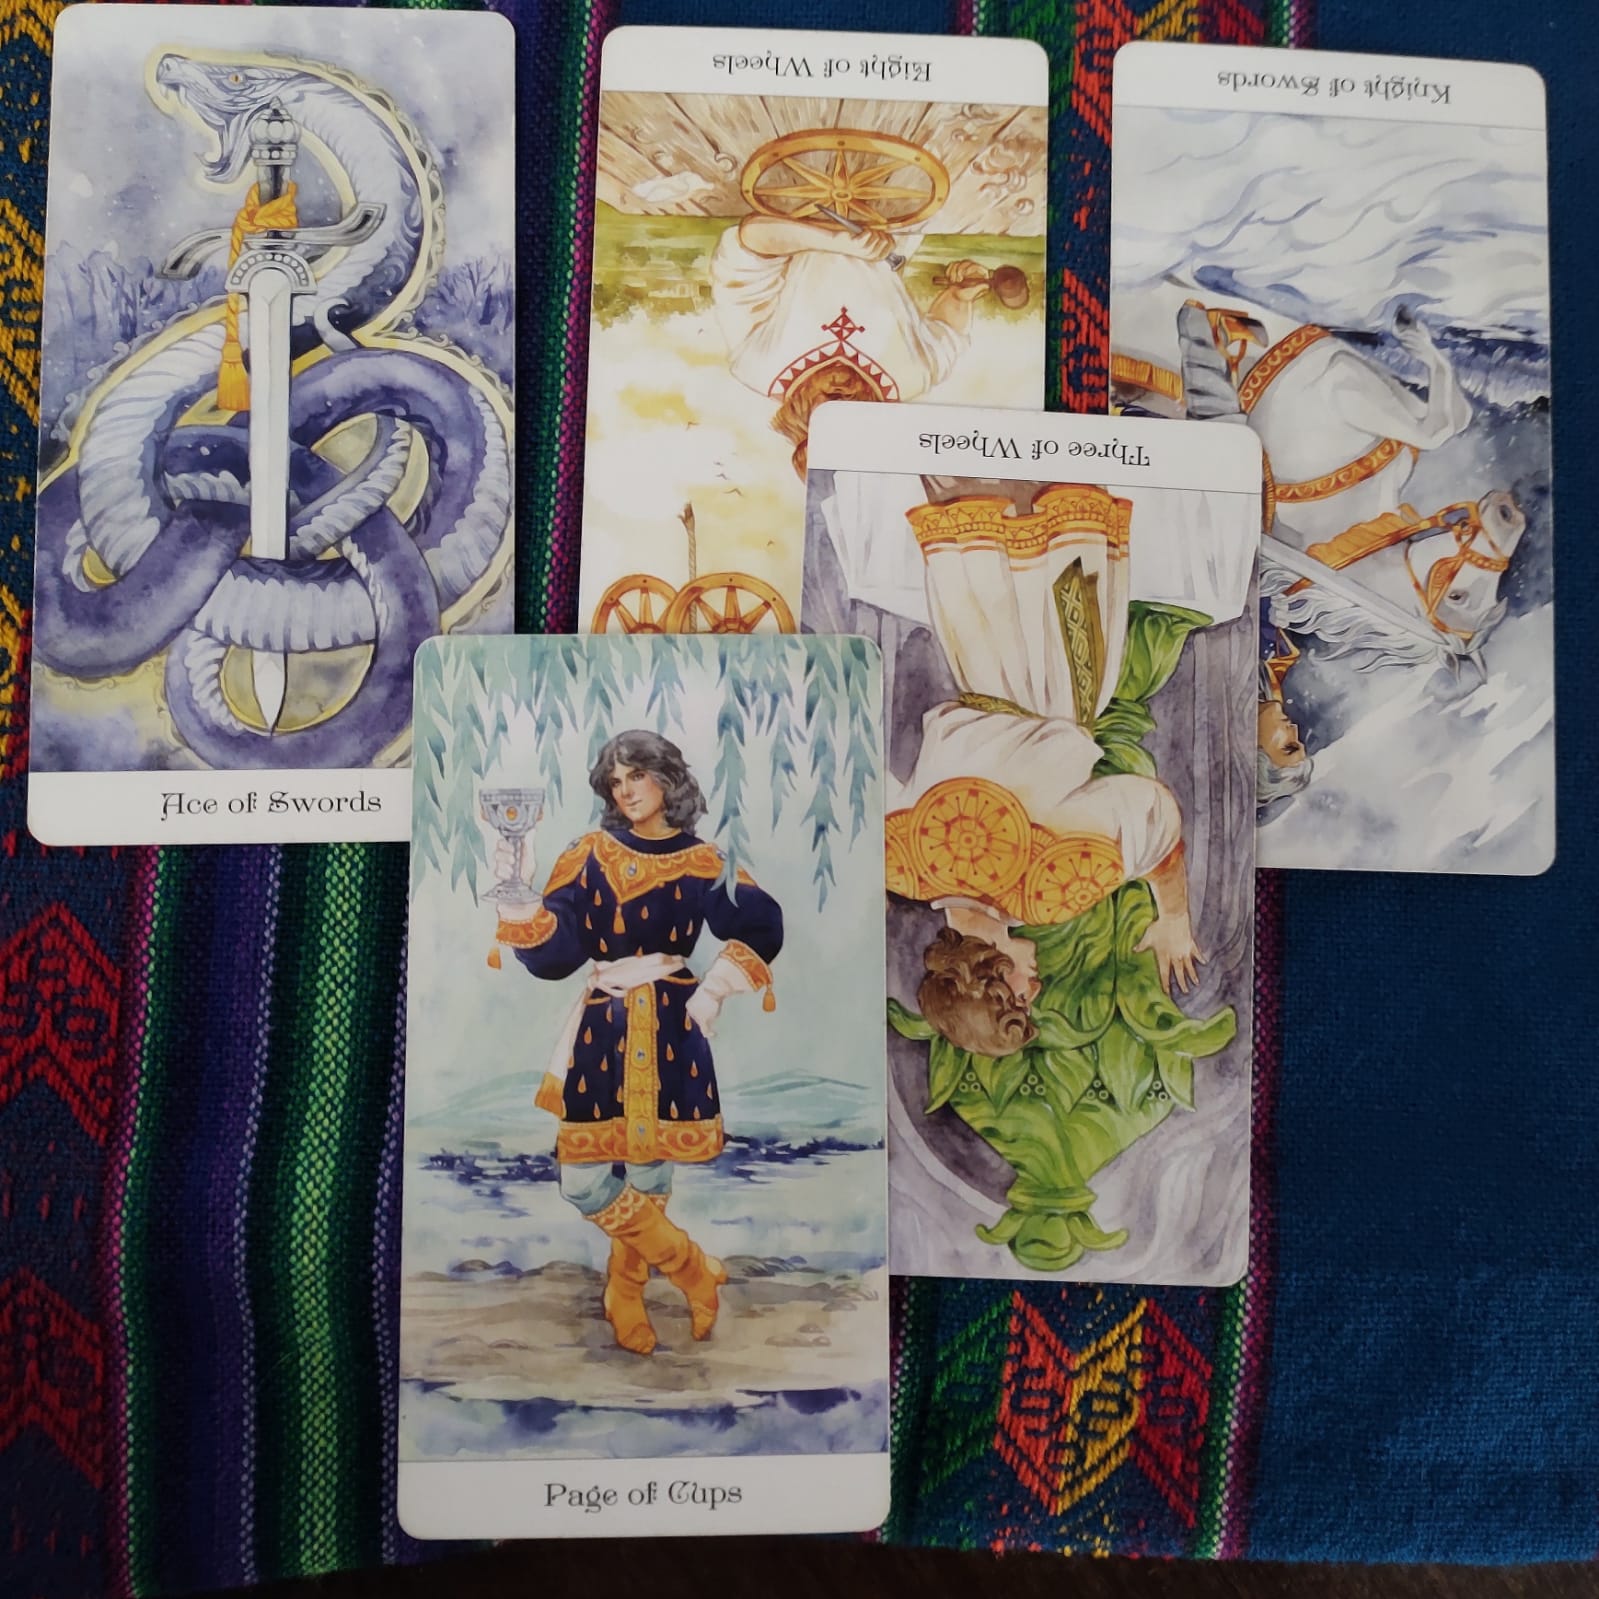 Eight of Wheels
Knight of Swords
Three of Wheels
Ace of Swords
Page of Cups